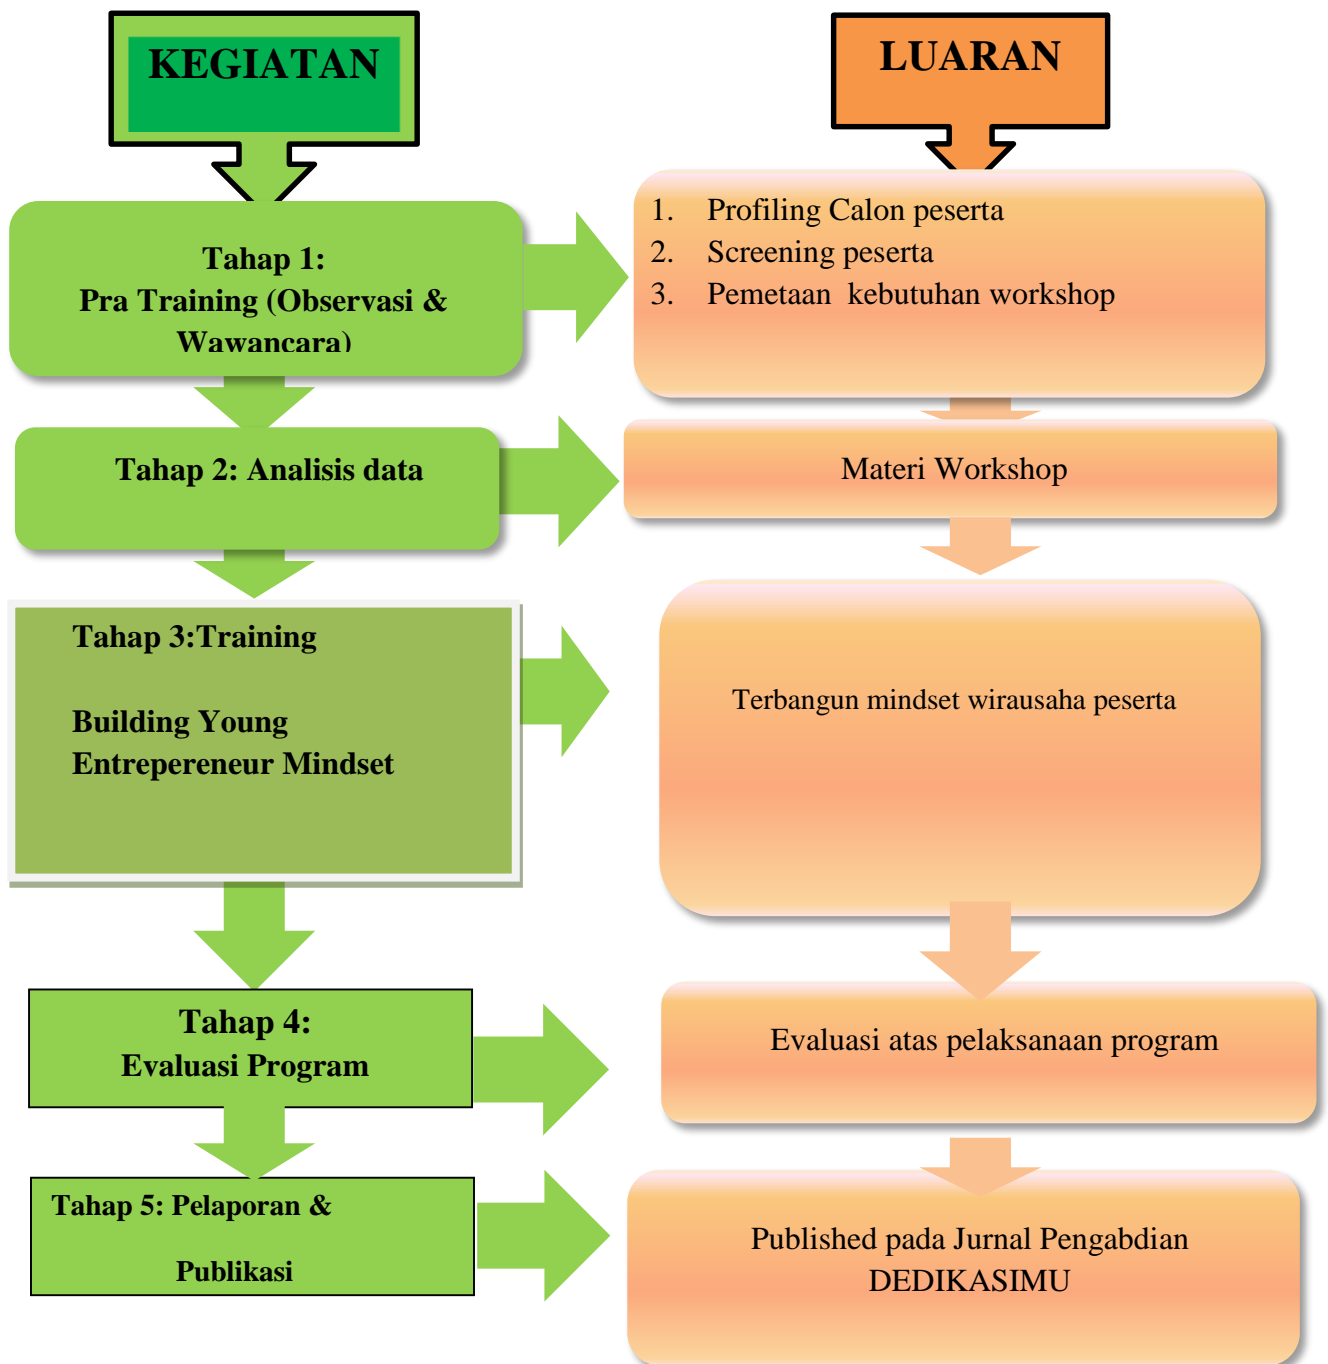 KEGIATAN
LUARAN
Tahap 1:
Pra Training (Observasi &
Wawancara)
1. Profiling Calon peserta
2. Screening peserta
3. Pemetaan kebutuhan workshop
Tahap 2: Analisis data
Materi Workshop
Tahap 3:Training
Building Young
Entrepereneur Mindset
Terbangun mindset wirausaha peserta
Tahap 4:
Evaluasi Program
Evaluasi atas pelaksanaan program
Tahap 5: Pelaporan &
Publikasi
Published pada Jurnal Pengabdian
DEDIKASIMU